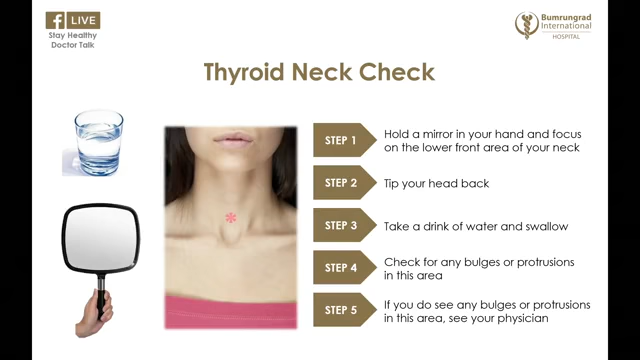 f LIVE
Stay Healthy
Doctor Talk
Bumrungrad
International
HOSPITAL
Thyroid Neck Check
STEP 1
Hold a mirror in your hand and focus
on the lower front area of your neck
STEP 2
Tip your head back
STEP 3
Take a drink of water and swallow
STEP 4
Check for any bulges or protrusions
in this area
STEP 5
If you do see any bulges or protrusions
in this area, see your physician